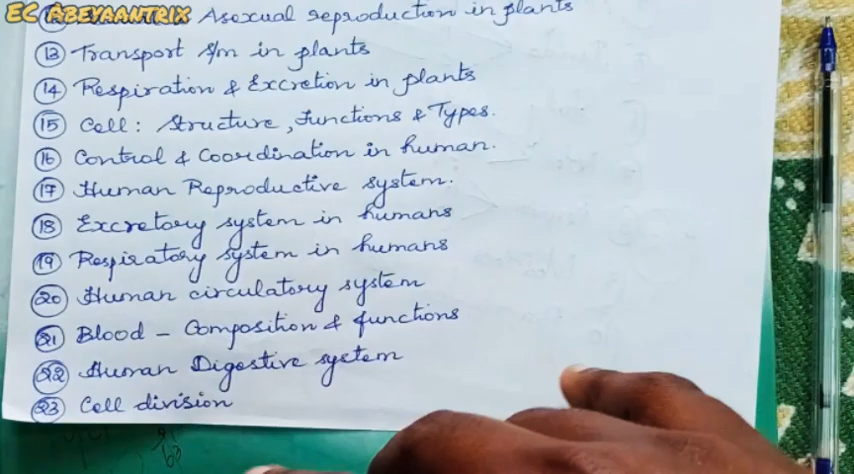 EC ABEYAANTRIX
Asexual reproduction in plants
13 Transport s/m in plants
14 Respiration & Excretion in plants
15 Cell : Structure, Functions & Types.
16 Control & Coordination in human.
17 Human Reproductive system.
18 Excretory system in humans
19 Respiratory system in humans
20 Human circulatory system
21 Blood – Composition & functions
22 Human Digestive system
23 Cell division